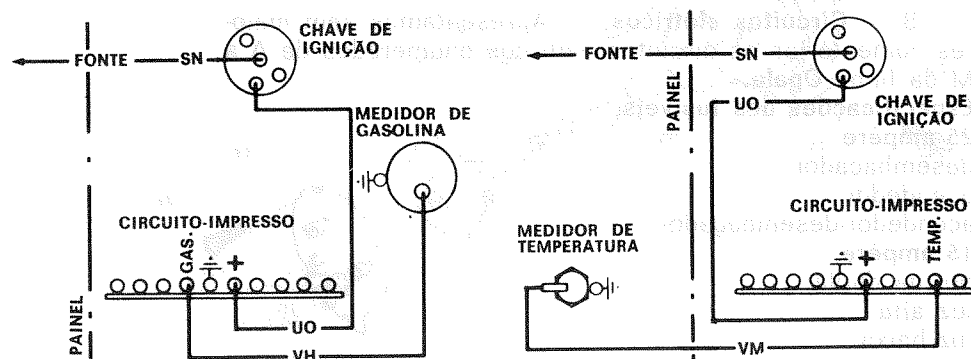 CHAVE DE
IGNIÇÃO
FONTE
SN
MEDIDOR DE
GASOLINA
CIRCUITO-IMPRESSO
GAS.
+
PAINEL
UO
VH
FONTE
SN
PAINEL
UO
CHAVE DE
IGNIÇÃO
MEDIDOR DE
TEMPERATURA
CIRCUITO-IMPRESSO
+
TEMP.
VM
PAINEL